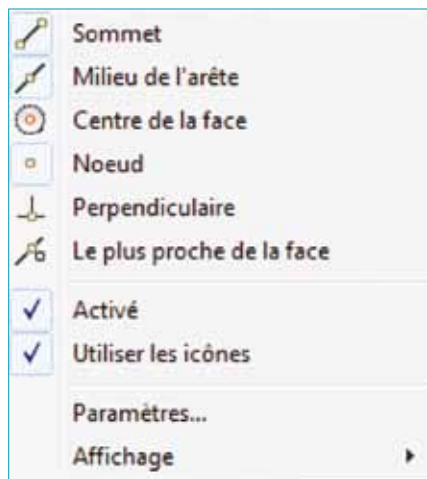 Sommet
Milieu de l'arête
Centre de la face
Noeud
Perpendiculaire
Le plus proche de la face
Activé
Utiliser les icônes
Paramètres...
Affichage